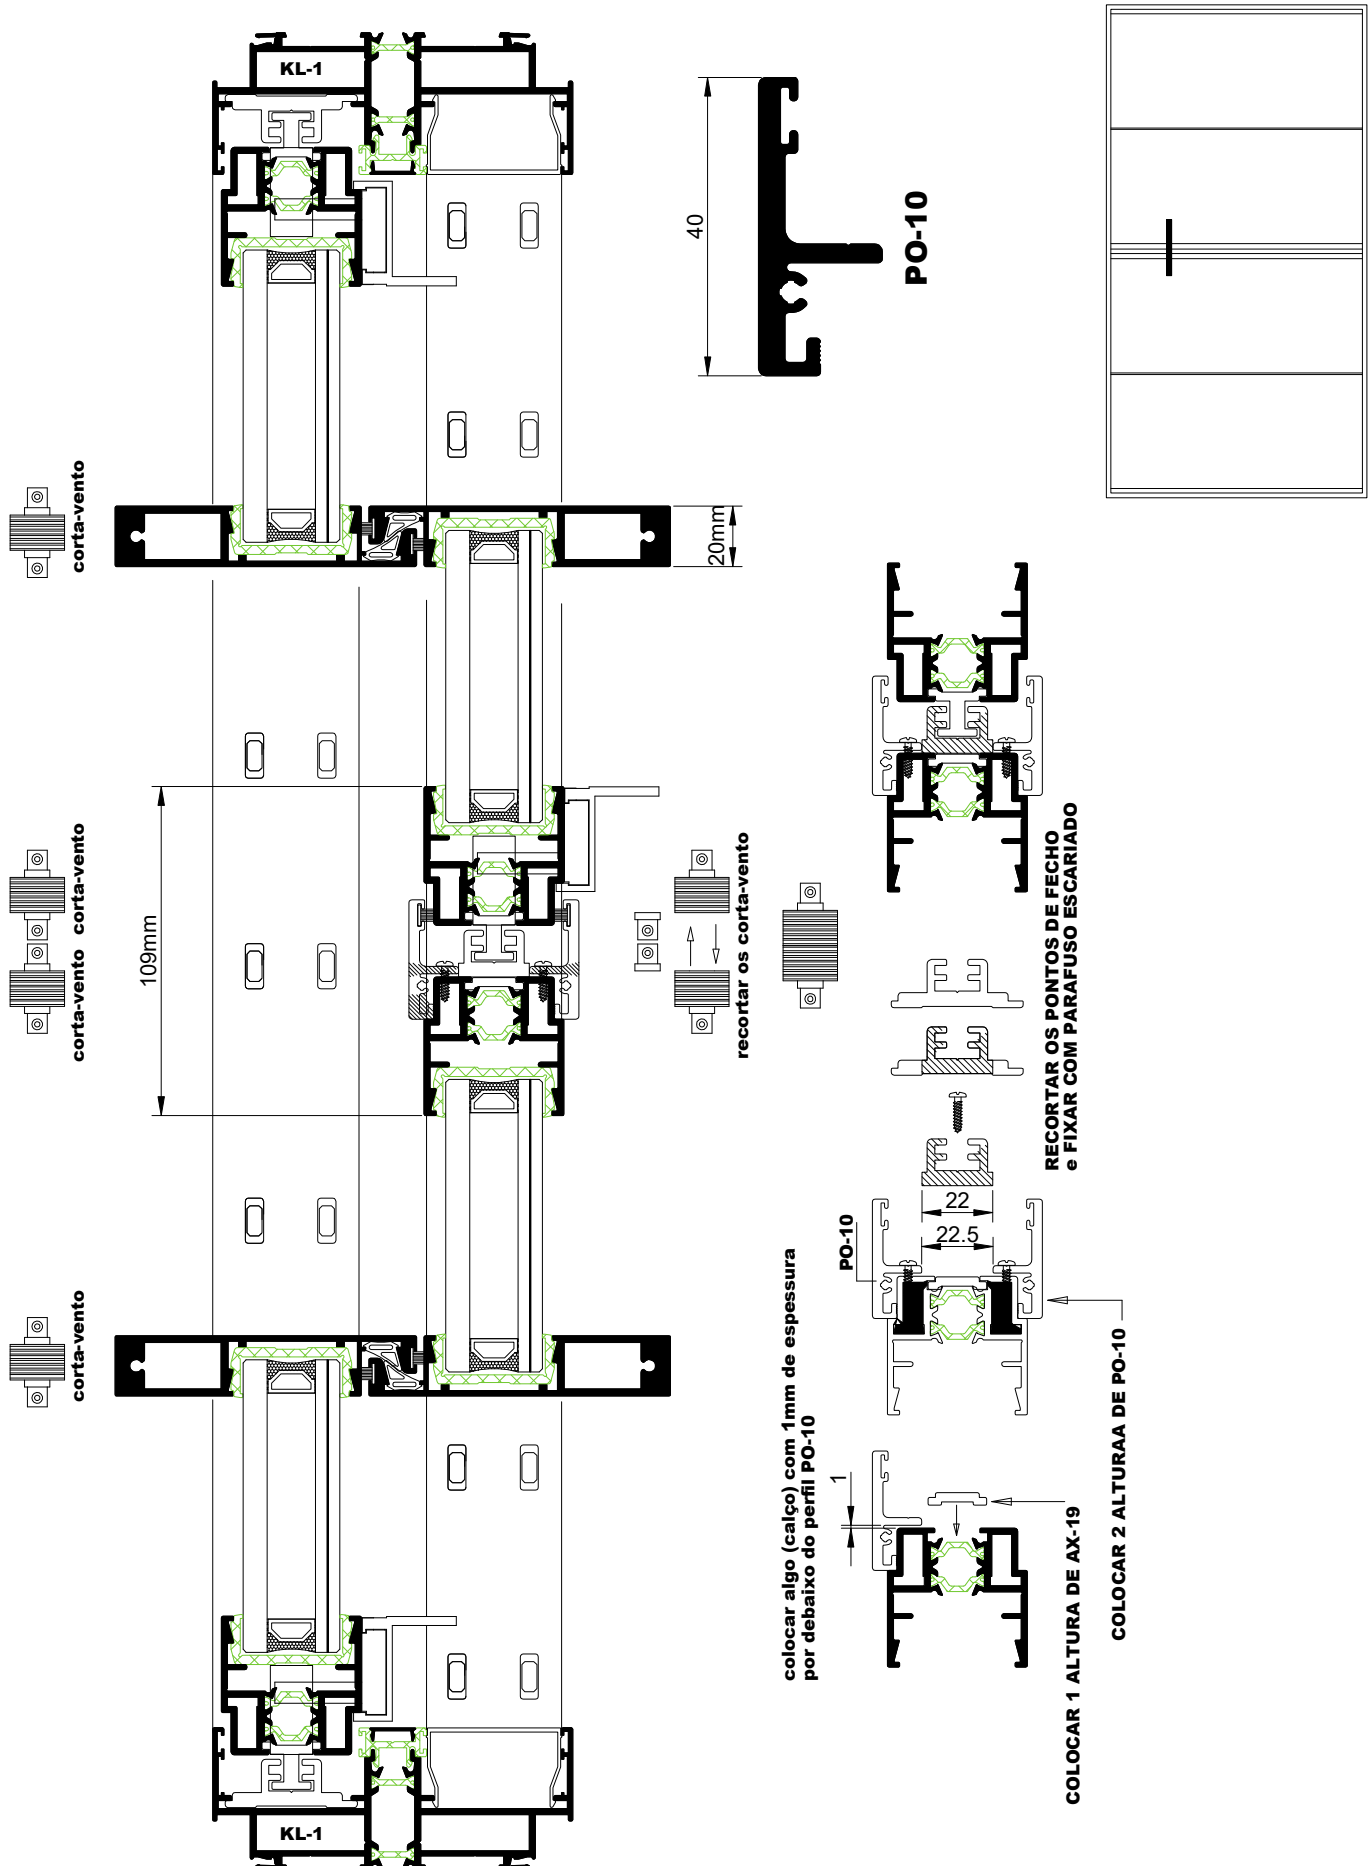 KL-1
40
PO-10
corta-vento
20mm
109mm
corta-vento
corta-vento
recortar os corta-vento
RECORTAR OS PONTOS DE FECHO
e FIXAR COM PARAFUSO ESCARIADO
22
22.5
PO-10
corta-vento
colocar algo (calço) com 1mm de espessura
por debaixo do perfil PO-10
1
COLOCAR 1 ALTURA DE AX-19
COLOCAR 2 ALTURAA DE PO-10
KL-1